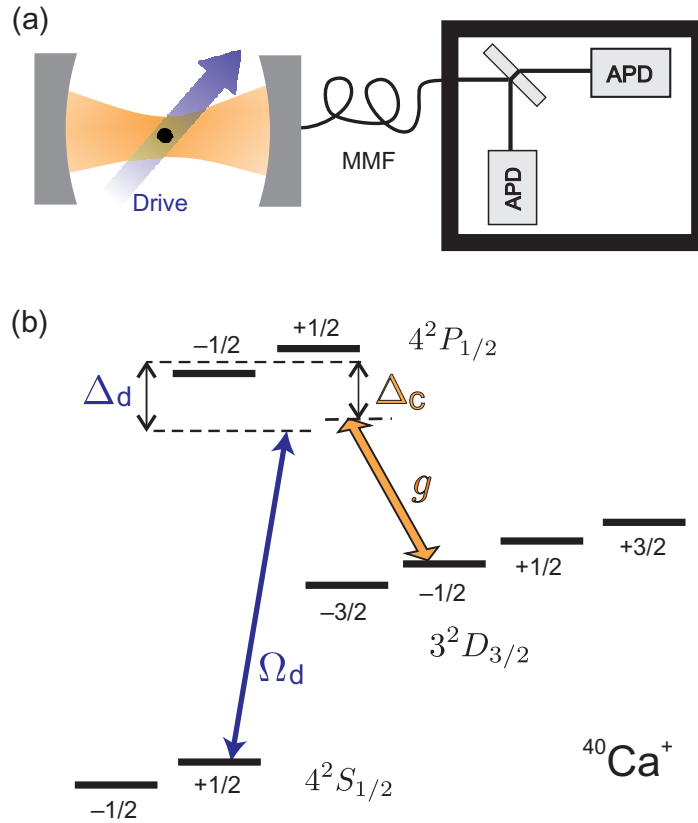 (a)
APD
MMF
APD
Drive
(b)
+1/2
−1/2
4²P₁/₂
Δd
Δc
g
+3/2
+1/2
−1/2
−3/2
3²D₃/₂
Ωd
⁴⁰Ca⁺
+1/2
4²S₁/₂
−1/2